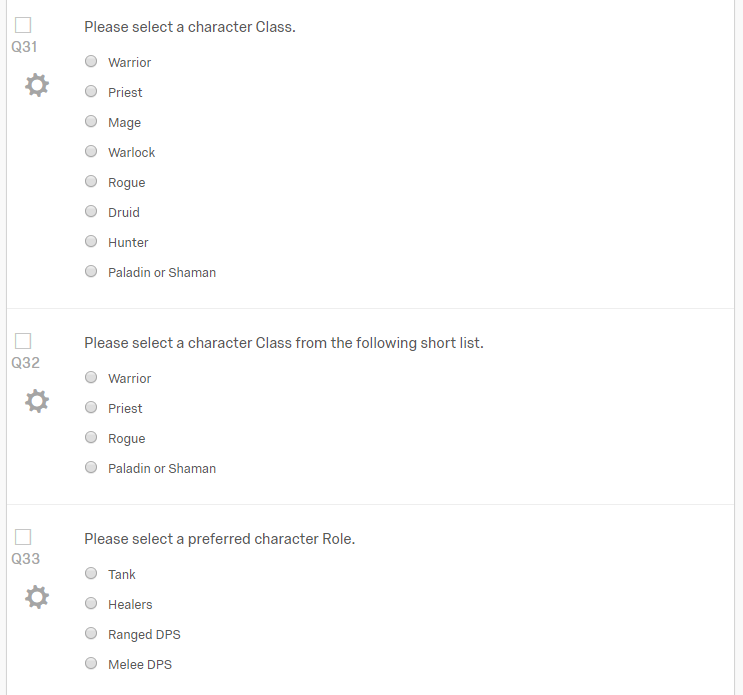 Q31
Please select a character Class.
Warrior
Priest
Mage
Warlock
Rogue
Druid
Hunter
Paladin or Shaman
Q32
Please select a character Class from the following short list.
Warrior
Priest
Rogue
Paladin or Shaman
Q33
Please select a preferred character Role.
Tank
Healers
Ranged DPS
Melee DPS